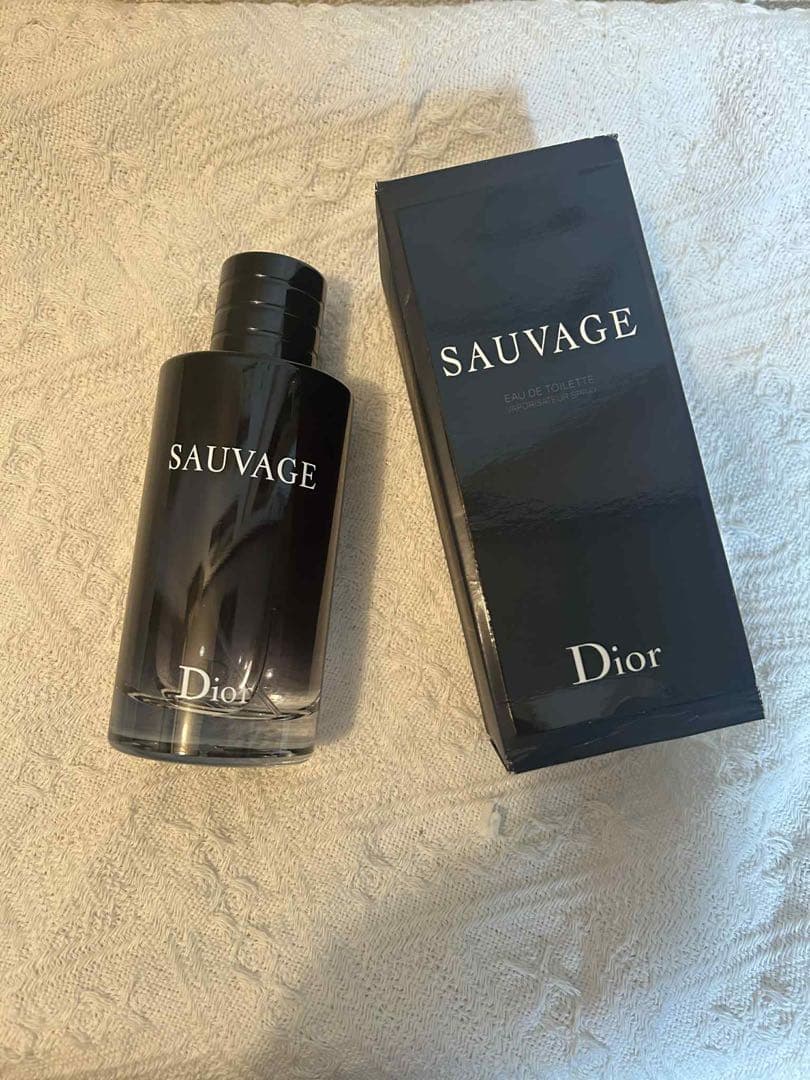 SAUVAGE
Dior
SAUVAGE
EAU DE TOILETTE
VAPORISATEUR SPRAY
Dior